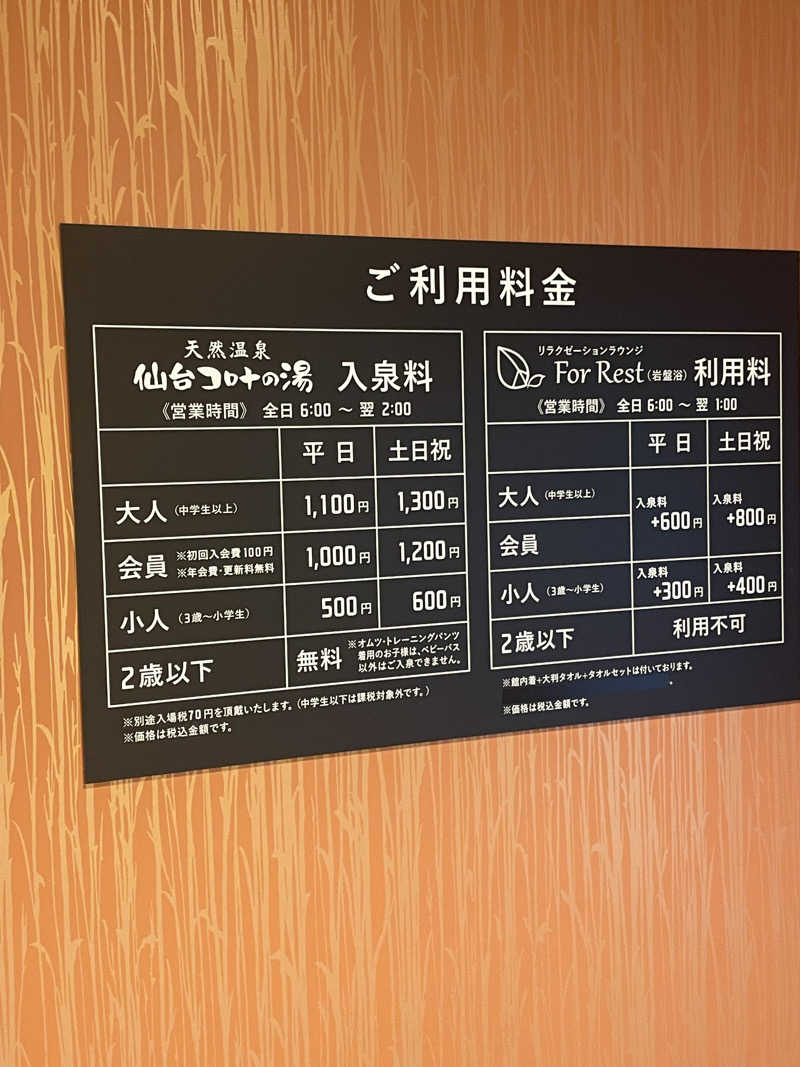 ご利用料金
天然温泉
仙台コロナの湯 入泉料
《営業時間》 全日 6:00 ～ 翌 2:00
平日 土日祝
大人（中学生以上） 1,100円 1,300円
会員 ※初回入会費100円 ※年会費・更新料無料 1,000円 1,200円
小人（3歳～小学生） 500円 600円
2歳以下 無料 ※オムツ・トレーニングパンツ
着用のお子様は、ベビーバス
以外はご入泉できません。
※別途入場税70円を頂戴いたします。（中学生以下は課税対象外です。）
※価格は税込金額です。
リラクゼーションラウンジ
For Rest（岩盤浴） 利用料
《営業時間》 全日 6:00 ～ 翌 1:00
平日 土日祝
大人（中学生以上） 入泉料 +600円 入泉料 +800円
会員
小人（3歳～小学生） 入泉料 +300円 入泉料 +400円
2歳以下 利用不可
※館内着+大判タオル+タオルセットは付いております。
※価格は税込金額です。